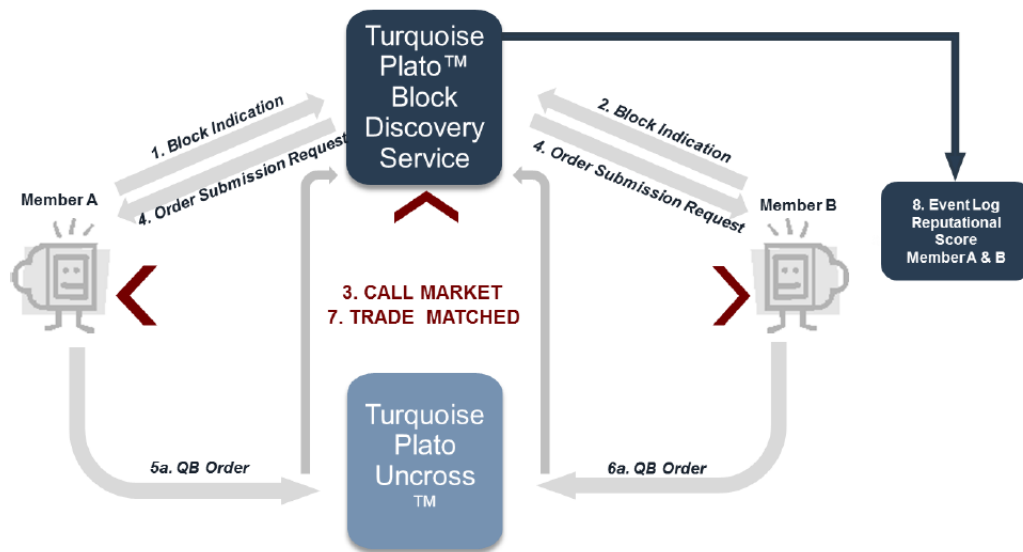 Turquoise
Plato™
Block
Discovery
Service
1. Block Indication
4. Order Submission Request
2. Block Indication
4. Order Submission Request
Member A
Member B
8. Event Log
Reputational
Score
Member A & B
3. CALL MARKET
7. TRADE MATCHED
Turquoise
Plato
Uncross
TM
5a. QB Order
6a. QB Order